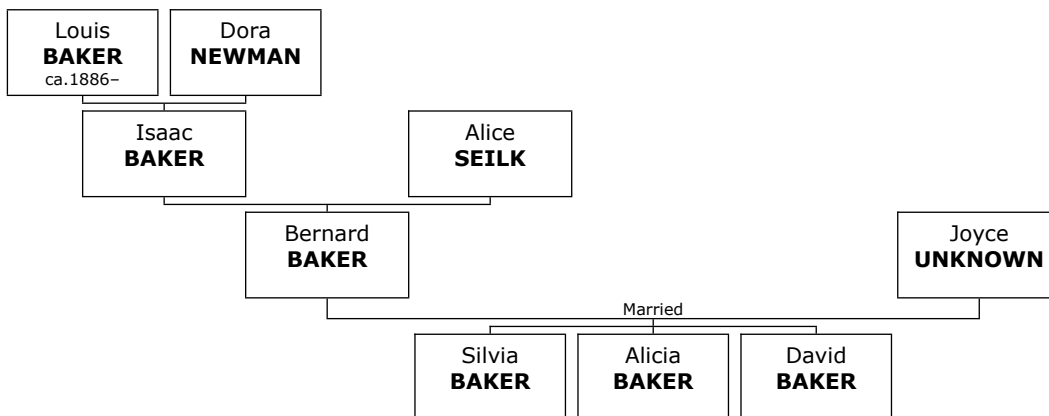 Louis
BAKER
ca.1886–
Dora
NEWMAN
Isaac
BAKER
Alice
SEILK
Bernard
BAKER
Joyce
UNKNOWN
Married
Silvia
BAKER
Alicia
BAKER
David
BAKER